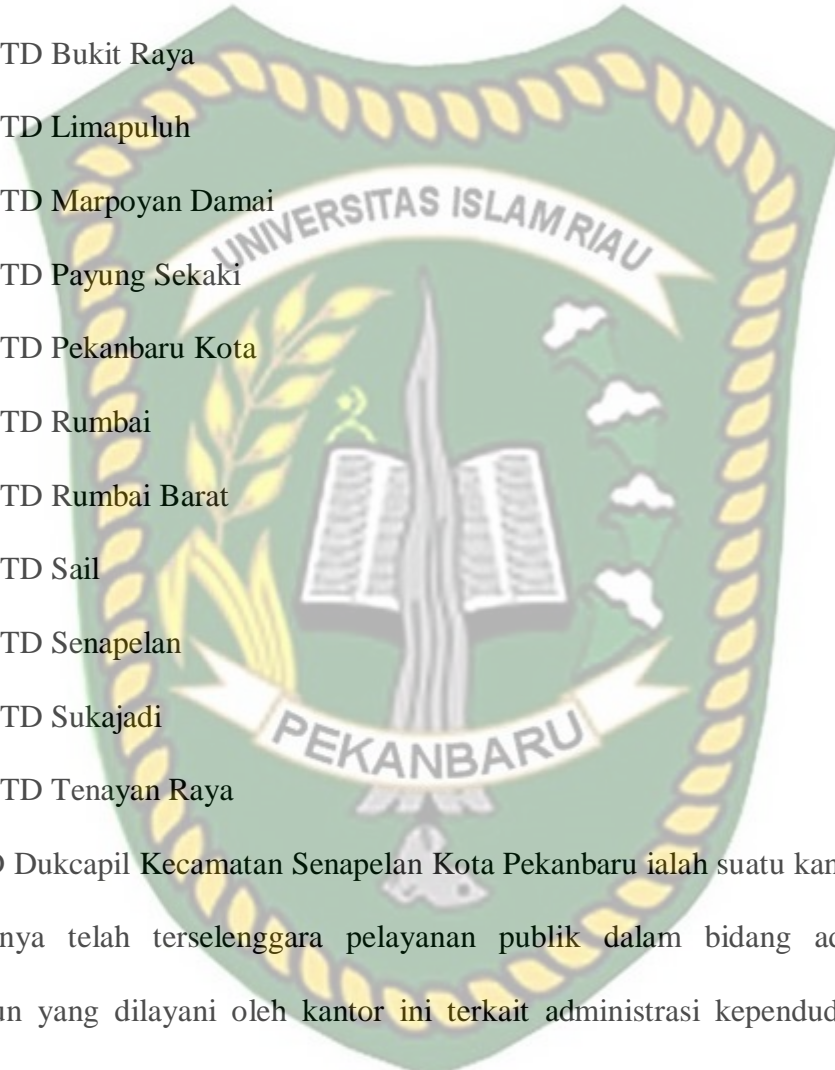 TD Bukit Raya
TD Limapuluh
TD Marpoyan Damai
UNIVERSITAS ISLAM RIAU
TD Payung Sekaki
TD Pekanbaru Kota
TD Rumbai
TD Rumbai Barat
TD Sail
TD Senapelan
TD Sukajadi
PEKANBARU
TD Tenayan Raya
D Dukcapil Kecamatan Senapelan Kota Pekanbaru ialah suatu kan
nya telah terselenggara pelayanan publik dalam bidang ad
un yang dilayani oleh kantor ini terkait administrasi kependud